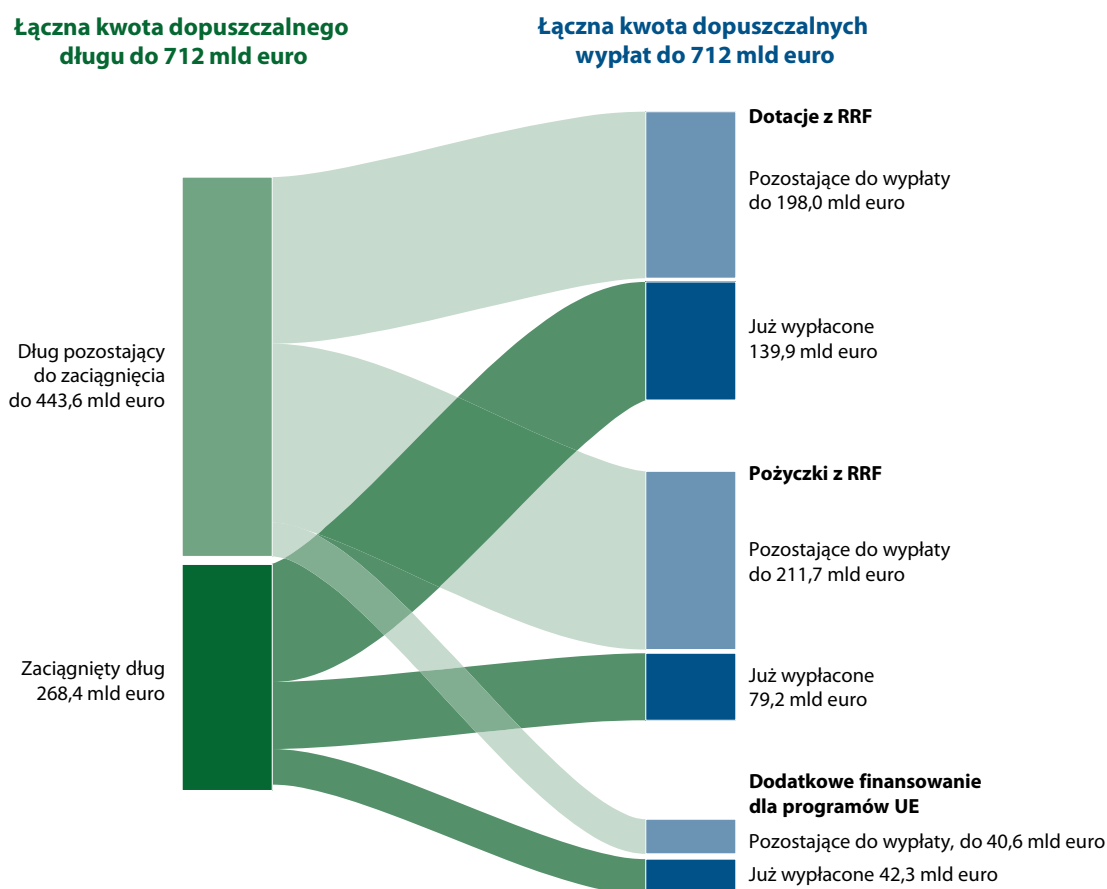 Łączna kwota dopuszczalnego
długu do 712 mld euro
Łączna kwota dopuszczalnych
wypłat do 712 mld euro
Dotacje z RRF
Pozostające do wypłaty
do 198,0 mld euro
Już wypłacone
139,9 mld euro
Dług pozostający
do zaciągnięcia
do 443,6 mld euro
Pożyczki z RRF
Pozostające do wypłaty
do 211,7 mld euro
Zaciągnięty dług
268,4 mld euro
Już wypłacone
79,2 mld euro
Dodatkowe finansowanie
dla programów UE
Pozostające do wypłaty, do 40,6 mld euro
Już wypłacone 42,3 mld euro